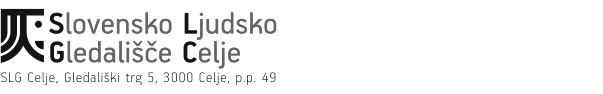 Slovensko Ljudsko
Gledališče Celje
SLG Celje, Gledališki trg 5, 3000 Celje, p.p. 49